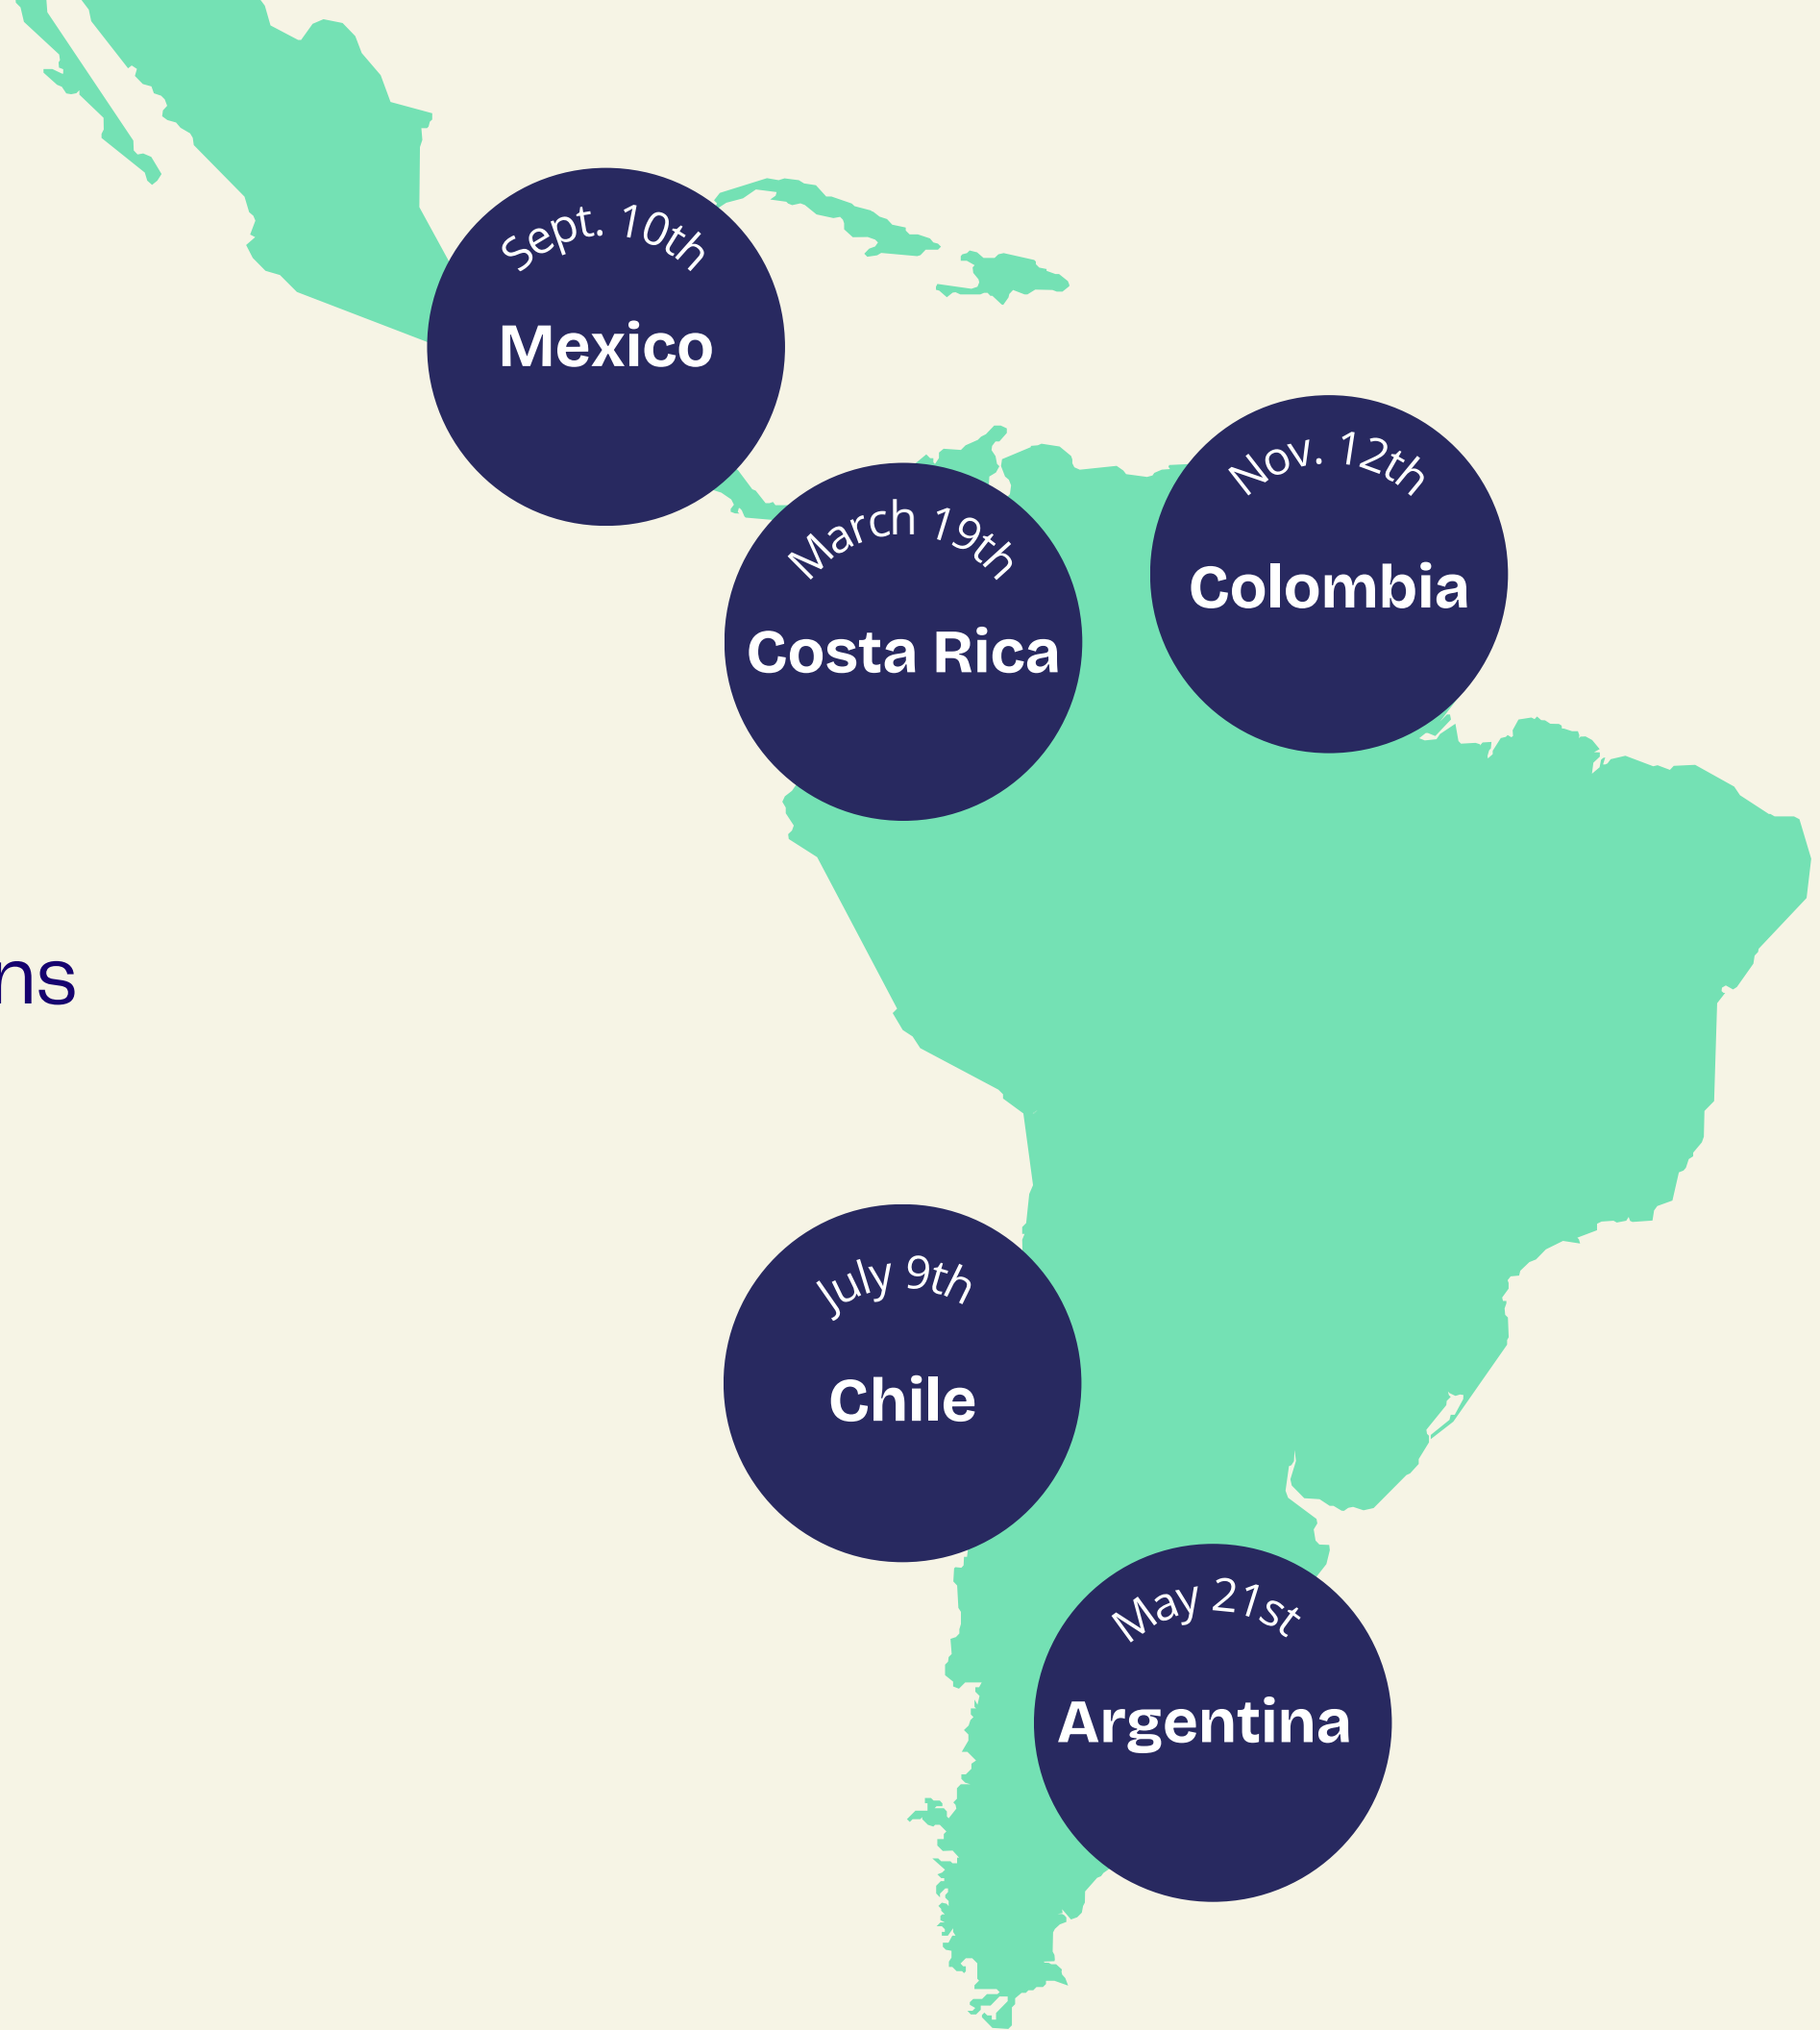 Sept. 10th
Mexico
Nov. 12th
Colombia
March 19th
Costa Rica
ns
July 9th
Chile
May 21st
Argentina